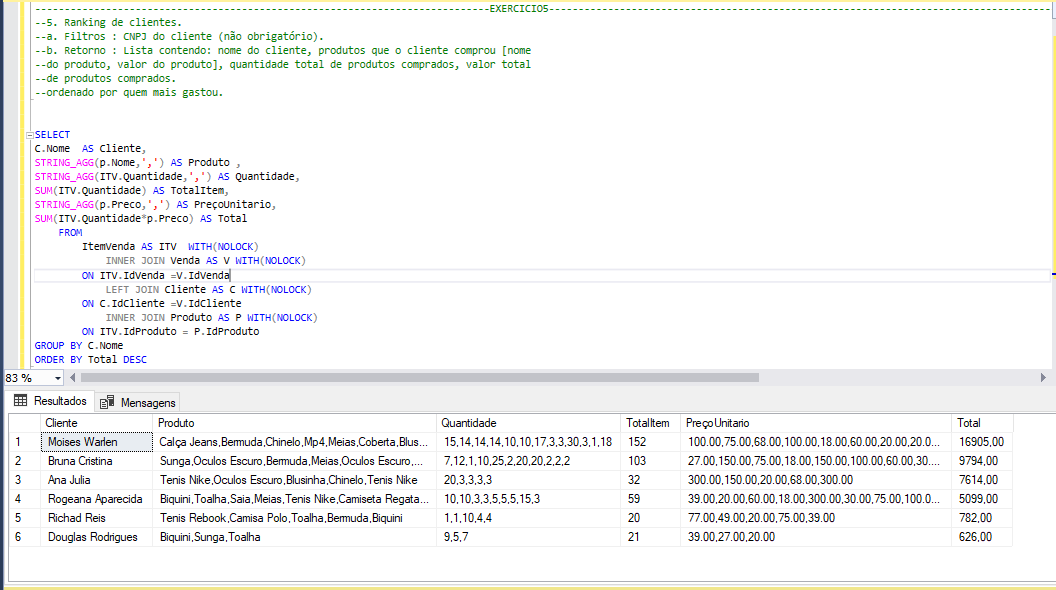 ---EXERCICIO5---
--5. Ranking de clientes.
--a. Filtros : CNPJ do cliente (não obrigatório).
--b. Retorno : Lista contendo: nome do cliente, produtos que o cliente comprou [nome
--do produto, valor do produto], quantidade total de produtos comprados, valor total
--de produtos comprados.
--ordenado por quem mais gastou.
SELECT
C.Nome  AS Cliente,
STRING_AGG(p.Nome,',') AS Produto ,
STRING_AGG(ITV.Quantidade,',') AS Quantidade,
SUM(ITV.Quantidade) AS TotalItem,
STRING_AGG(p.Preco,',') AS PreçoUnitario,
SUM(ITV.Quantidade*p.Preco) AS Total
FROM
ItemVenda AS ITV  WITH(NOLOCK)
INNER JOIN Venda AS V WITH(NOLOCK)
ON ITV.IdVenda =V.IdVenda
LEFT JOIN Cliente AS C WITH(NOLOCK)
ON C.IdCliente =V.IdCliente
INNER JOIN Produto AS P WITH(NOLOCK)
ON ITV.IdProduto = P.IdProduto
GROUP BY C.Nome
ORDER BY Total DESC
83 %
Resultados Mensagens
Cliente Produto Quantidade TotalItem PreçoUnitario Total
1 Moises Warlen Calça Jeans,Bermuda,Chinelo,Mp4,Meias,Coberta,Blus... 15,14,14,14,10,10,17,3,3,30,3,1,18 152 100.00,75.00,68.00,100.00,18.00,60.00,20.00,20.0... 16905,00
2 Bruna Cristina Sunga,Oculos Escuro,Bermuda,Meias,Oculos Escuro,... 7,12,1,10,25,2,20,20,2,2,2 103 27.00,150.00,75.00,18.00,150.00,100.00,60.00,30.... 9794,00
3 Ana Julia Tenis Nike,Oculos Escuro,Blusinha,Chinelo,Tenis Nike 20,3,3,3,3 32 300.00,150.00,20.00,68.00,300.00 7614,00
4 Rogeana Aparecida Biquini,Toalha,Saia,Meias,Tenis Nike,Camiseta Regata... 10,10,3,3,5,5,5,15,3 59 39.00,20.00,60.00,18.00,300.00,30.00,75.00,100.0... 5099,00
5 Richad Reis Tenis Rebook,Camisa Polo,Toalha,Bermuda,Biquini 1,1,10,4,4 20 77.00,49.00,20.00,75.00,39.00 782,00
6 Douglas Rodrigues Biquini,Sunga,Toalha 9,5,7 21 39.00,27.00,20.00 626,00